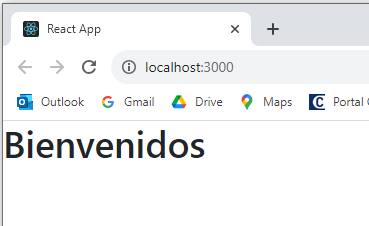 React App
localhost:3000
Outlook Gmail Drive Maps Portal
Bienvenidos